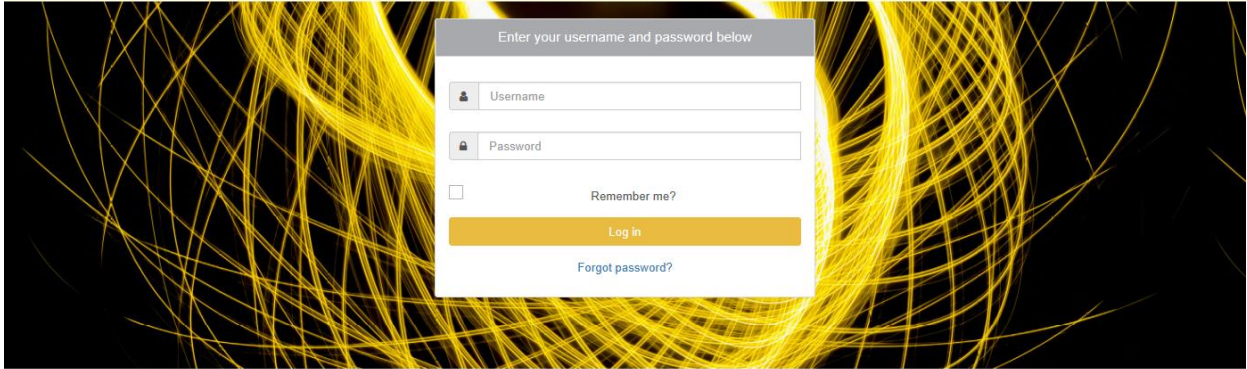 Enter your username and password below
Username
Password
Remember me?
Log in
Forgot password?